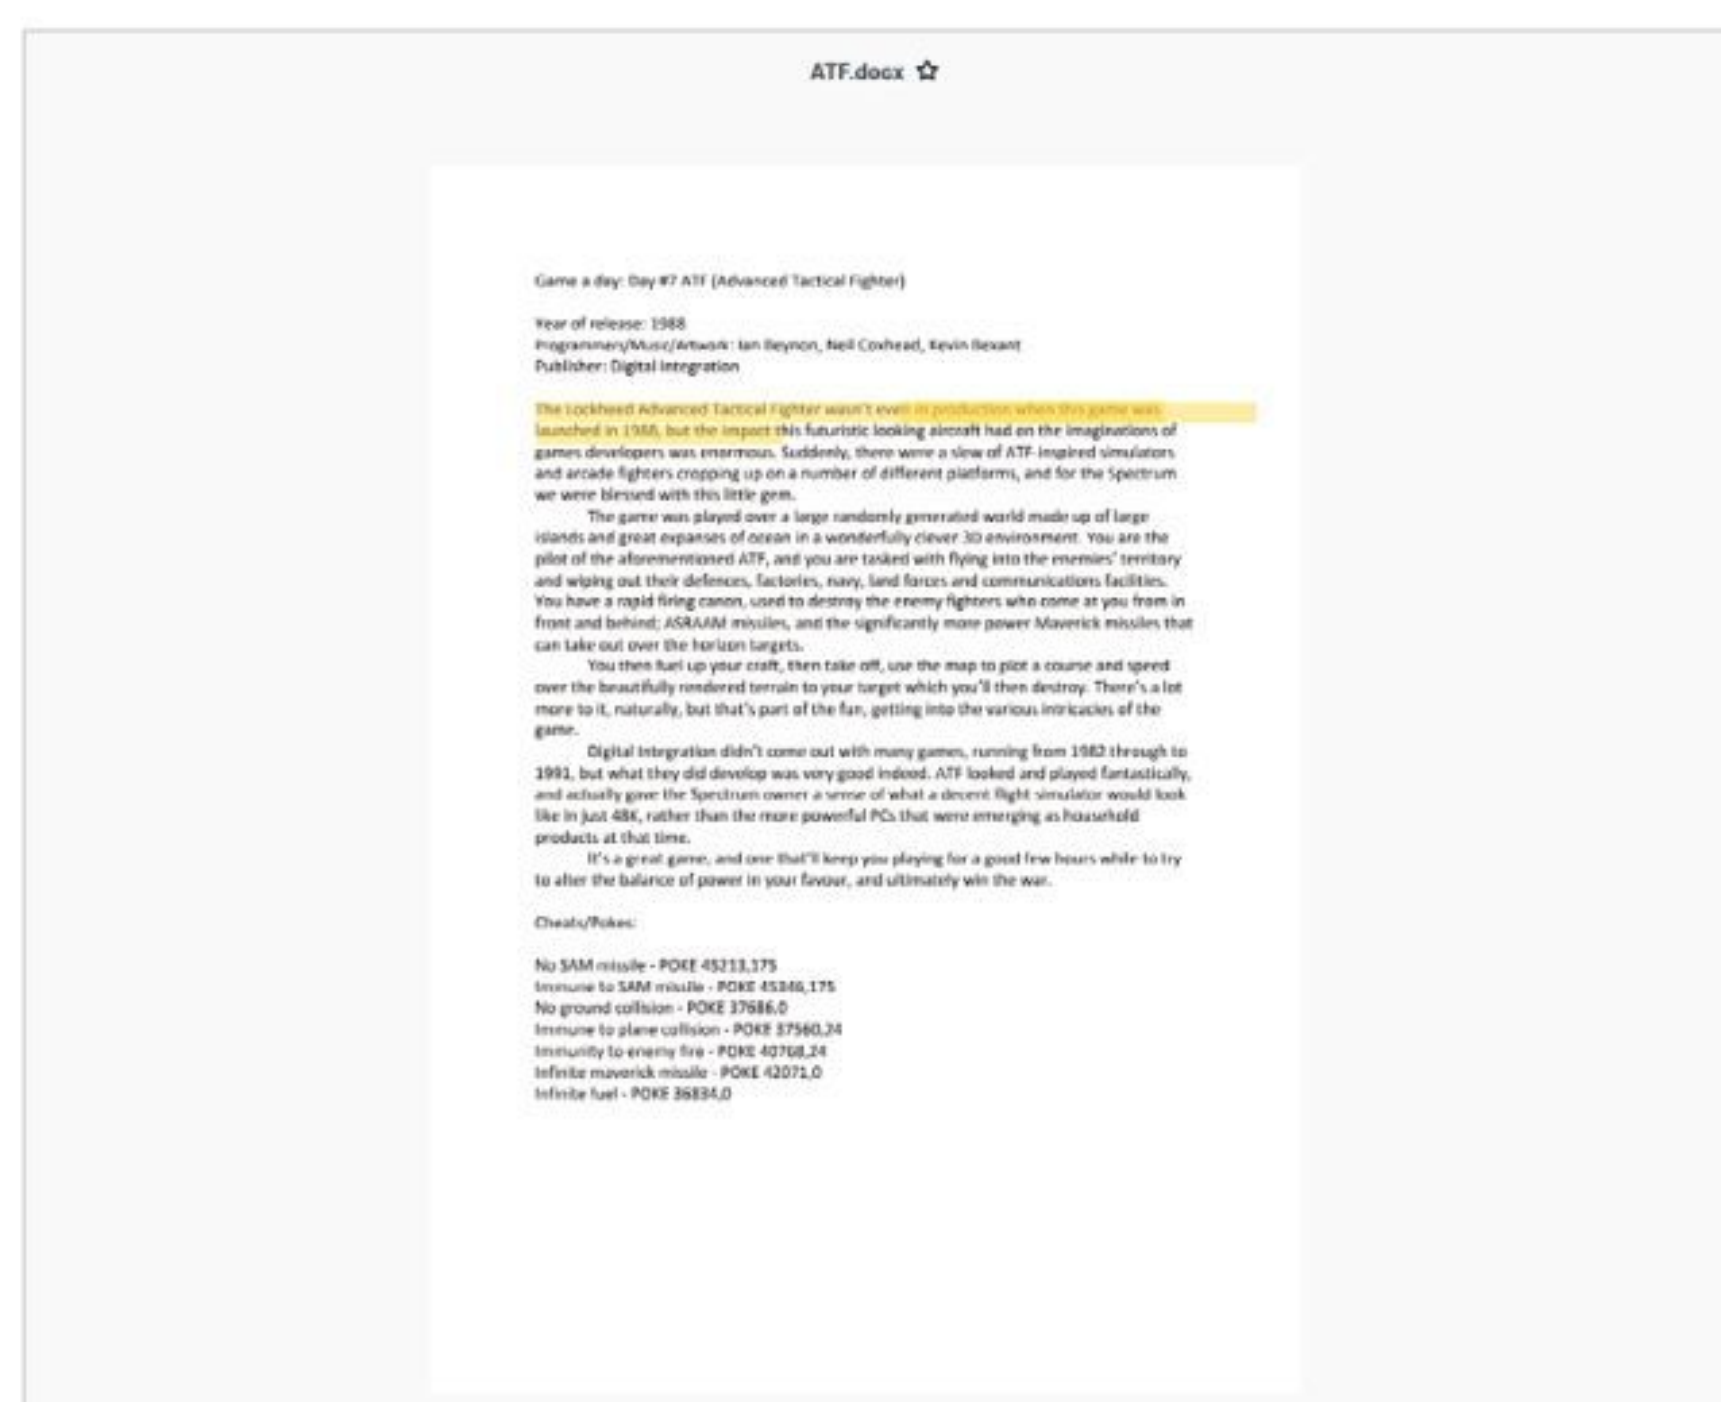 ATF.docx
Game a day: Day #7 ATF (Advanced Tactical Fighter)
Year of release: 1988
Programmers/Music/Artwork: Ian Beynon, Neil Coxhead, Kevin Bexant
Publisher: Digital Integration
The Lockheed Advanced Tactical Fighter wasn't even in production when this game was
launched in 1988, but the impact this futuristic looking aircraft had on the imaginations of
games developers was enormous. Suddenly, there were a slew of ATF inspired simulators
and arcade fighters cropping up on a number of different platforms, and for the Spectrum
we were blessed with this little gem.
The game was played over a large randomly generated world made up of large
islands and great expanses of ocean in a wonderfully clever 3D environment. You are the
pilot of the aforementioned ATF, and you are tasked with flying into the enemies' territory
and wiping out their defences, factories, navy, land forces and communications facilities.
You have a rapid firing canon, used to destroy the enemy fighters who come at you from in
front and behind; ASRAAM missiles, and the significantly more power Maverick missiles that
can take out over the horizon targets.
You then fuel up your craft, then take off, use the map to plot a course and speed
over the beautifully rendered terrain to your target which you'll then destroy. There's a lot
more to it, naturally, but that's part of the fun, getting into the various intricacies of the
game.
Digital Integration didn't come out with many games, running from 1982 through to
1991, but what they did develop was very good indeed. ATF looked and played fantastically,
and actually gave the Spectrum owner a sense of what a decent flight simulator would look
like in just 48K, rather than the more powerful PCs that were emerging as household
products at that time.
It's a great game, and one that'll keep you playing for a good few hours while to try
to alter the balance of power in your favour, and ultimately win the war.
Cheats/Pokes:
No SAM missile - POKE 45213,175
Immune to SAM missile - POKE 45346,175
No ground collision - POKE 37686,0
Immune to plane collision - POKE 37560,24
Immunity to enemy fire - POKE 40768,24
Infinite maverick missile - POKE 42071,0
Infinite fuel - POKE 36834,0